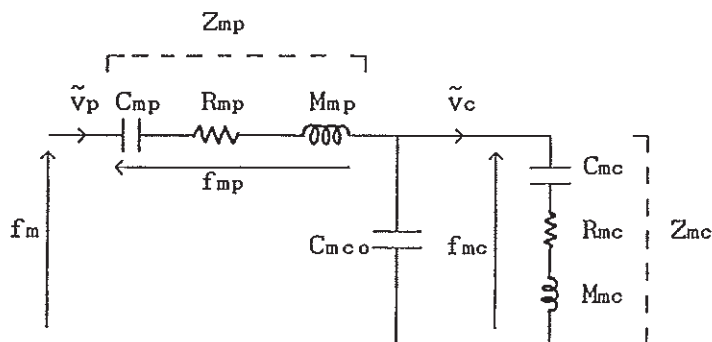 Zmp
ṽp Cmp Rmp Mmp ṽc
fmp
fm
Cmco
fmc
Cmc
Rmc
Mmc
Zmc